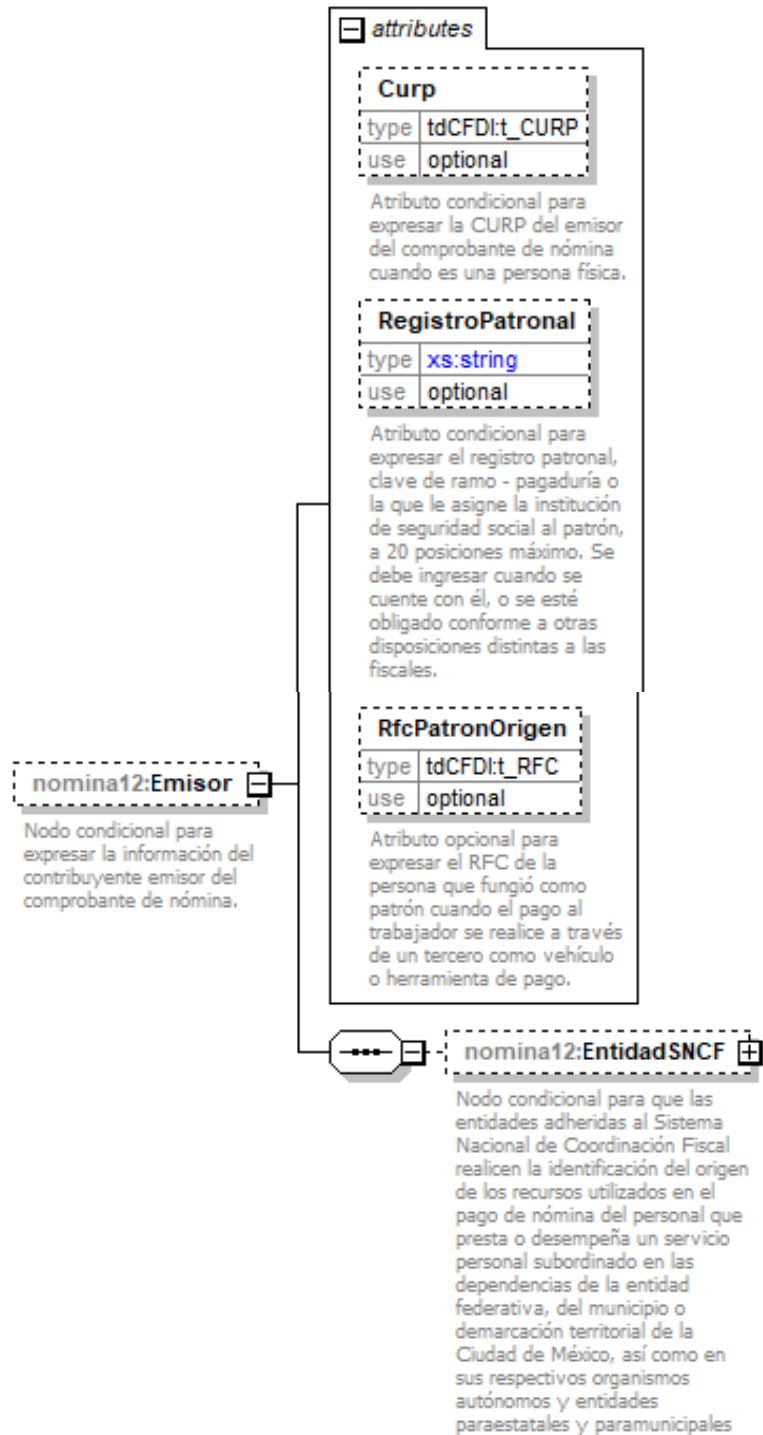 attributes
Curp
type tdCFDI:t_CURP
use optional
Atributo condicional para
expresar la CURP del emisor
del comprobante de nómina
cuando es una persona física.
RegistroPatronal
type xs:string
use optional
Atributo condicional para
expresar el registro patronal,
clave de ramo - pagaduría o
la que le asigne la institución
de seguridad social al patrón,
a 20 posiciones máximo. Se
debe ingresar cuando se
cuente con él, o se esté
obligado conforme a otras
disposiciones distintas a las
fiscales.
RfcPatronOrigen
type tdCFDI:t_RFC
use optional
Atributo opcional para
expresar el RFC de la
persona que fungió como
patrón cuando el pago al
trabajador se realice a través
de un tercero como vehículo
o herramienta de pago.
nomina12:Emisor
Nodo condicional para
expresar la información del
contribuyente emisor del
comprobante de nómina.
nomina12:EntidadSNCF
Nodo condicional para que las
entidades adheridas al Sistema
Nacional de Coordinación Fiscal
realicen la identificación del origen
de los recursos utilizados en el
pago de nómina del personal que
presta o desempeña un servicio
personal subordinado en las
dependencias de la entidad
federativa, del municipio o
demarcación territorial de la
Ciudad de México, así como en
sus respectivos organismos
autónomos y entidades
paraestatales y paramunicipales